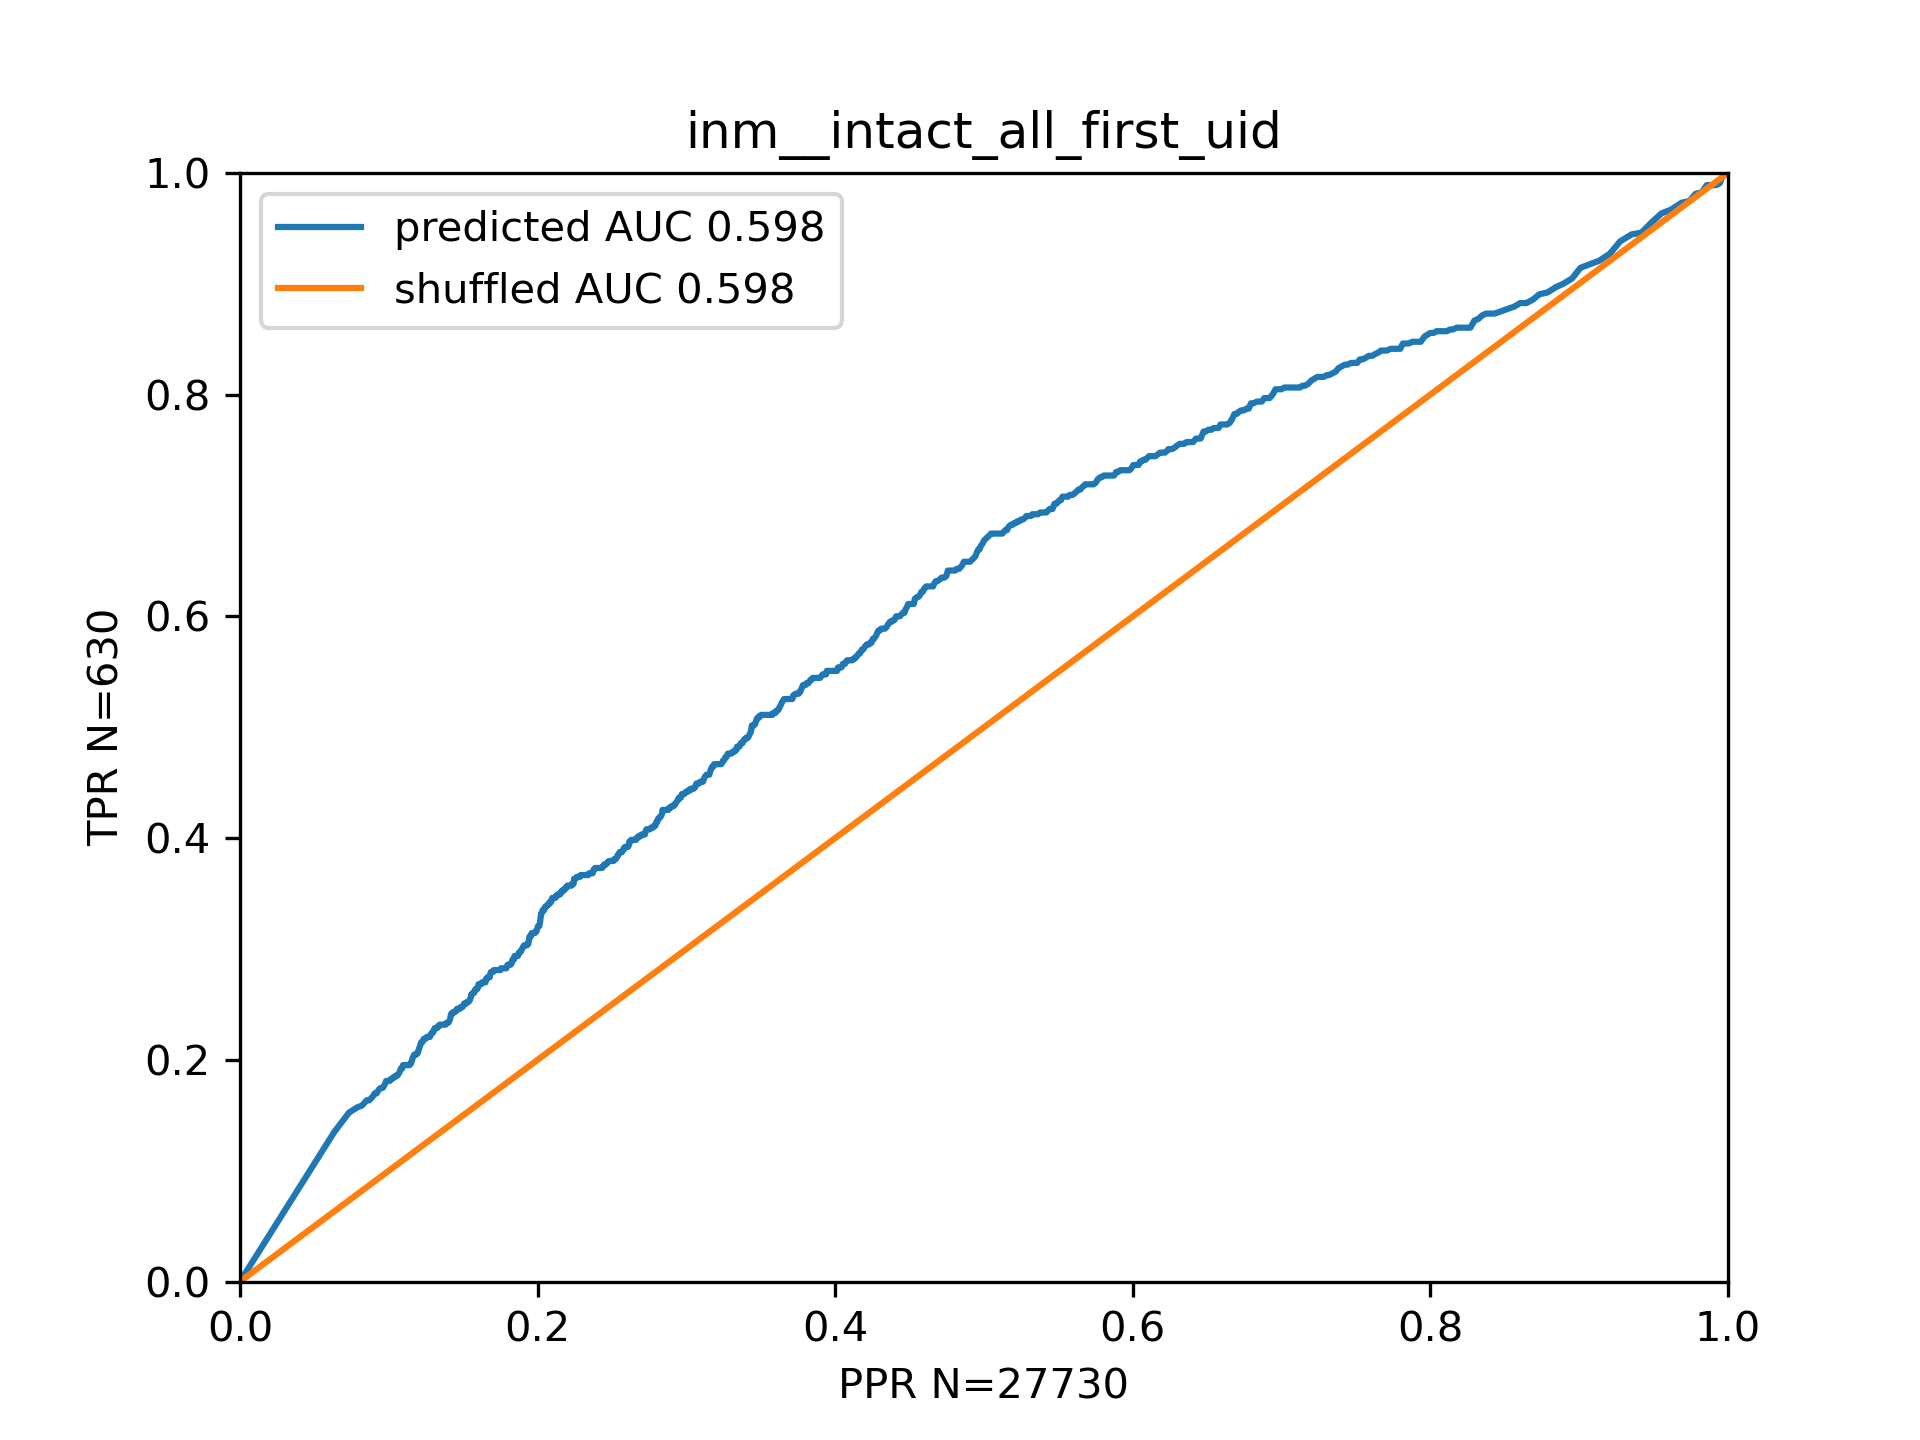 inm__intact_all_first_uid
predicted AUC 0.598
shuffled AUC 0.598
1.0
0.8
0.6
0.4
0.2
0.0
TPR N=630
0.0 0.2 0.4 0.6 0.8 1.0
PPR N=27730